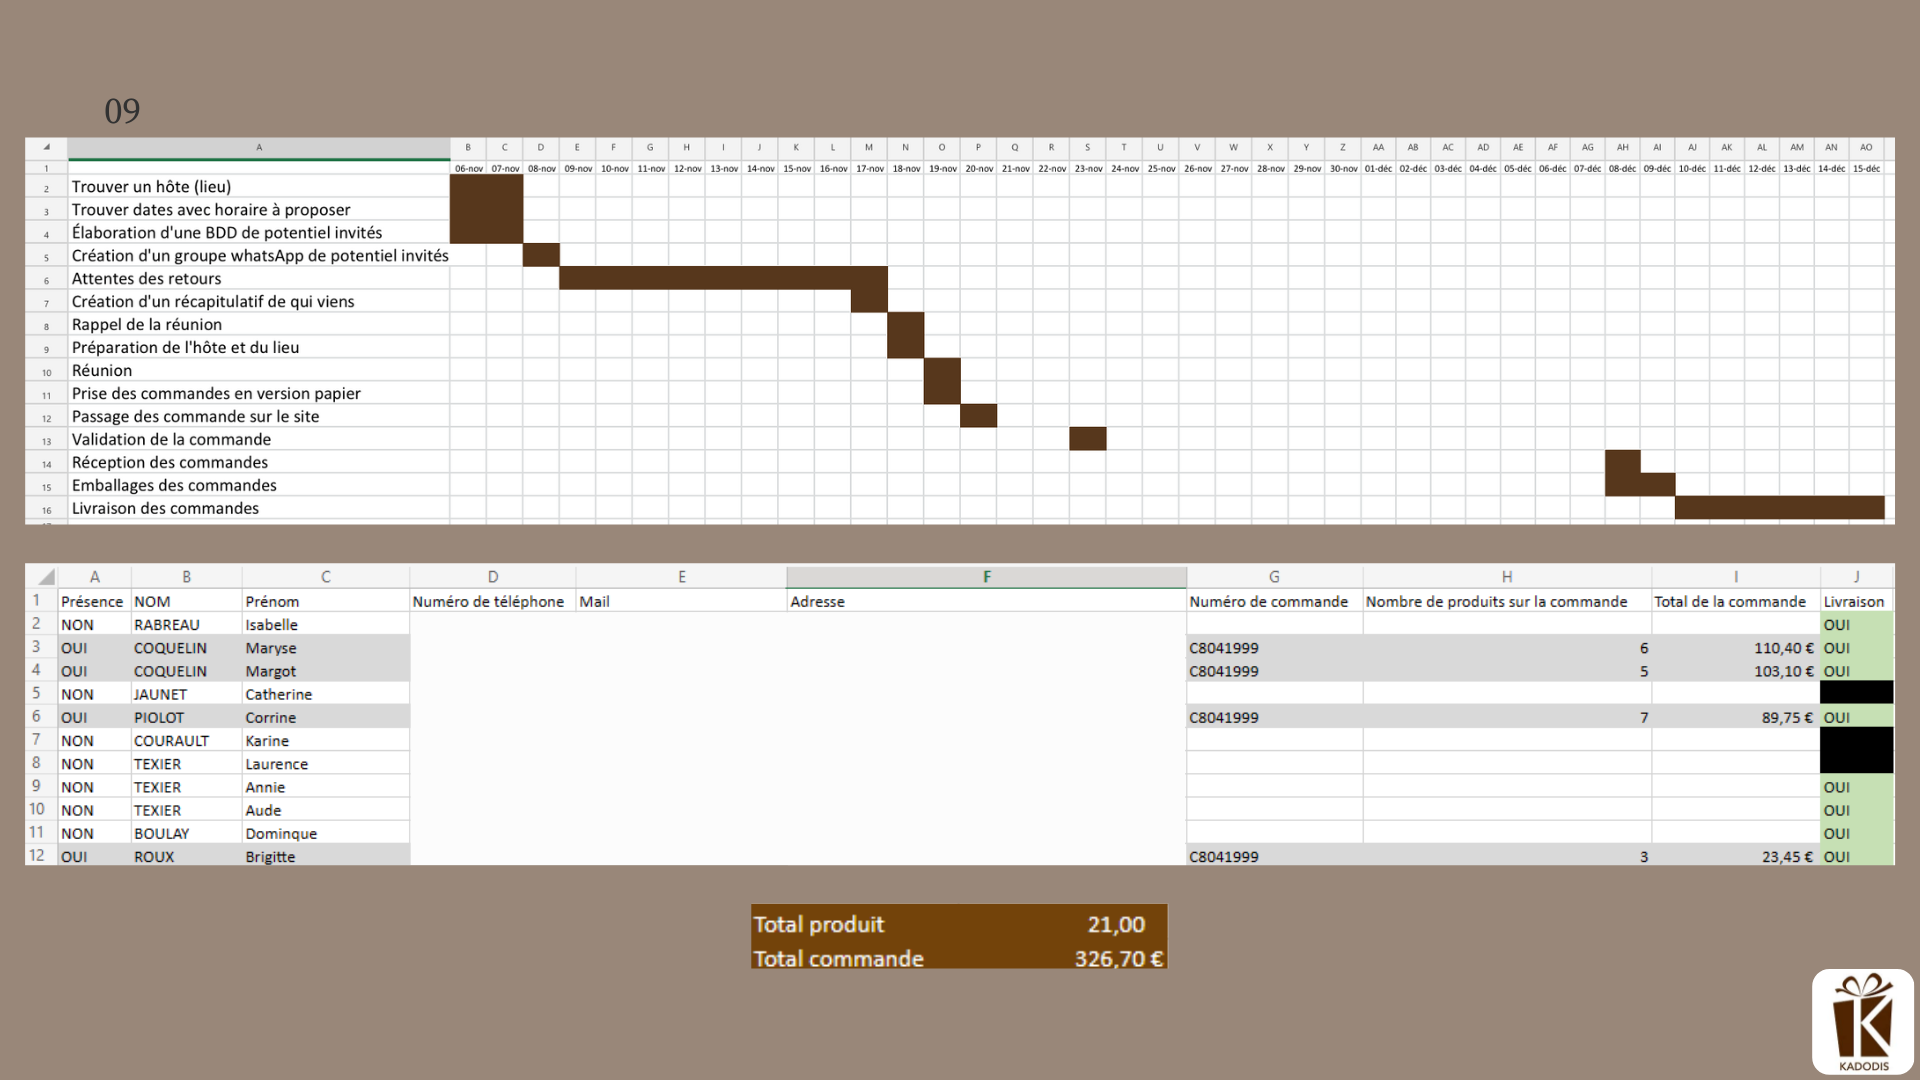 09
A B C D E F G H I J K L M N O P Q R S T U V W X Y Z AA AB AC AD AE AF AG AH AI AJ AK AL AM AN AO
1 06-nov 07-nov 08-nov 09-nov 10-nov 11-nov 12-nov 13-nov 14-nov 15-nov 16-nov 17-nov 18-nov 19-nov 20-nov 21-nov 22-nov 23-nov 24-nov 25-nov 26-nov 27-nov 28-nov 29-nov 30-nov 01-déc 02-déc 03-déc 04-déc 05-déc 06-déc 07-déc 08-déc 09-déc 10-déc 11-déc 12-déc 13-déc 14-déc 15-déc
2 Trouver un hôte (lieu)
3 Trouver dates avec horaire à proposer
4 Élaboration d'une BDD de potentiel invités
5 Création d'un groupe whatsApp de potentiel invités
6 Attentes des retours
7 Création d'un récapitulatif de qui viens
8 Rappel de la réunion
9 Préparation de l'hôte et du lieu
10 Réunion
11 Prise des commandes en version papier
12 Passage des commande sur le site
13 Validation de la commande
14 Réception des commandes
15 Emballages des commandes
16 Livraison des commandes
A B C D E F G H I J
1 Présence NOM Prénom Numéro de téléphone Mail Adresse Numéro de commande Nombre de produits sur la commande Total de la commande Livraison
2 NON RABREAU Isabelle OUI
3 OUI COQUELIN Maryse C8041999 6 110,40 € OUI
4 OUI COQUELIN Margot C8041999 5 103,10 € OUI
5 NON JAUNET Catherine
6 OUI PIOLOT Corrine C8041999 7 89,75 € OUI
7 NON COURAULT Karine
8 NON TEXIER Laurence
9 NON TEXIER Annie OUI
10 NON TEXIER Aude OUI
11 NON BOULAY Dominque OUI
12 OUI ROUX Brigitte C8041999 3 23,45 € OUI
Total produit 21,00
Total commande 326,70 €
K
KADODIS